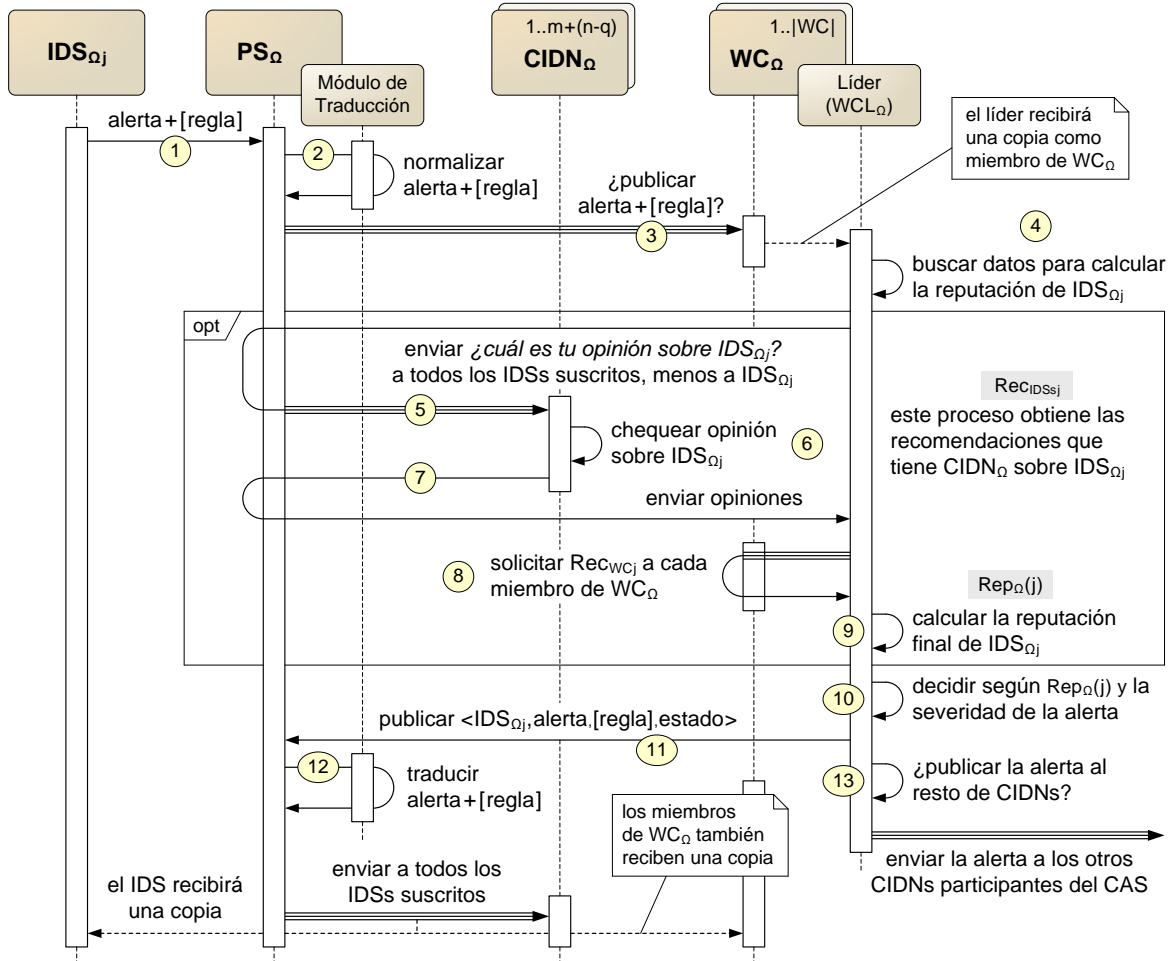 IDSΩj
PSΩ
Módulo de
Traducción
1..m+(n-q)
CIDNΩ
1..|WC|
WCΩ
Líder
(WCLΩ)
alerta+[regla]
1
2
normalizar
alerta+[regla]
¿publicar
alerta+[regla]?
3
el líder recibirá
una copia como
miembro de WCΩ
4
buscar datos para calcular
la reputación de IDSΩj
opt
enviar ¿cuál es tu opinión sobre IDSΩj?
a todos los IDSs suscritos, menos a IDSΩj
5
RecIDSsj
este proceso obtiene las
recomendaciones que
tiene CIDNΩ sobre IDSΩj
chequear opinión
sobre IDSΩj
6
7
enviar opiniones
8
solicitar RecWCj a cada
miembro de WCΩ
RepΩ(j)
9
calcular la reputación
final de IDSΩj
10
decidir según RepΩ(j) y la
severidad de la alerta
publicar <IDSΩj,alerta,[regla],estado>
11
12
traducir
alerta+[regla]
13
¿publicar la alerta al
resto de CIDNs?
los miembros
de WCΩ también
reciben una copia
enviar la alerta a los otros
CIDNs participantes del CAS
enviar a todos los
IDSs suscritos
el IDS recibirá
una copia